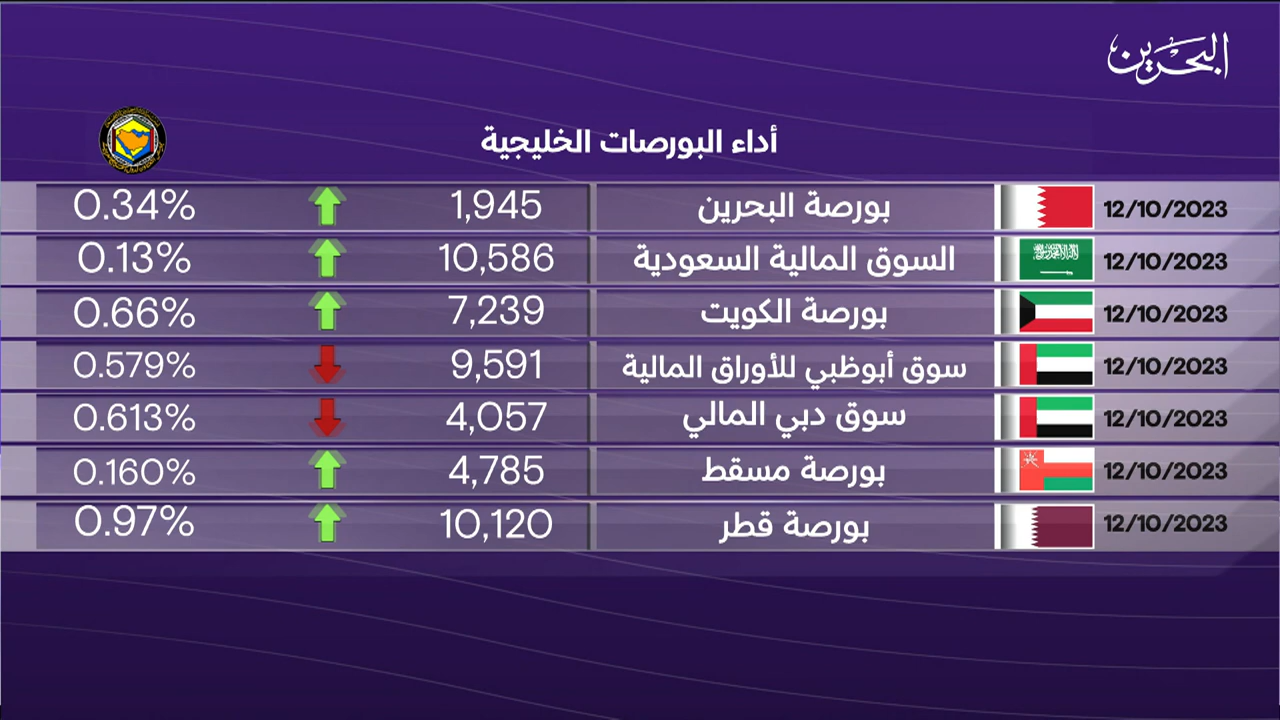 البحرين
أداء البورصات الخليجية
12/10/2023 بورصة البحرين 1,945 0.34%
12/10/2023 السوق المالية السعودية 10,586 0.13%
12/10/2023 بورصة الكويت 7,239 0.66%
12/10/2023 سوق أبوظبي للأوراق المالية 9,591 0.579%
12/10/2023 سوق دبي المالي 4,057 0.613%
12/10/2023 بورصة مسقط 4,785 0.160%
12/10/2023 بورصة قطر 10,120 0.97%